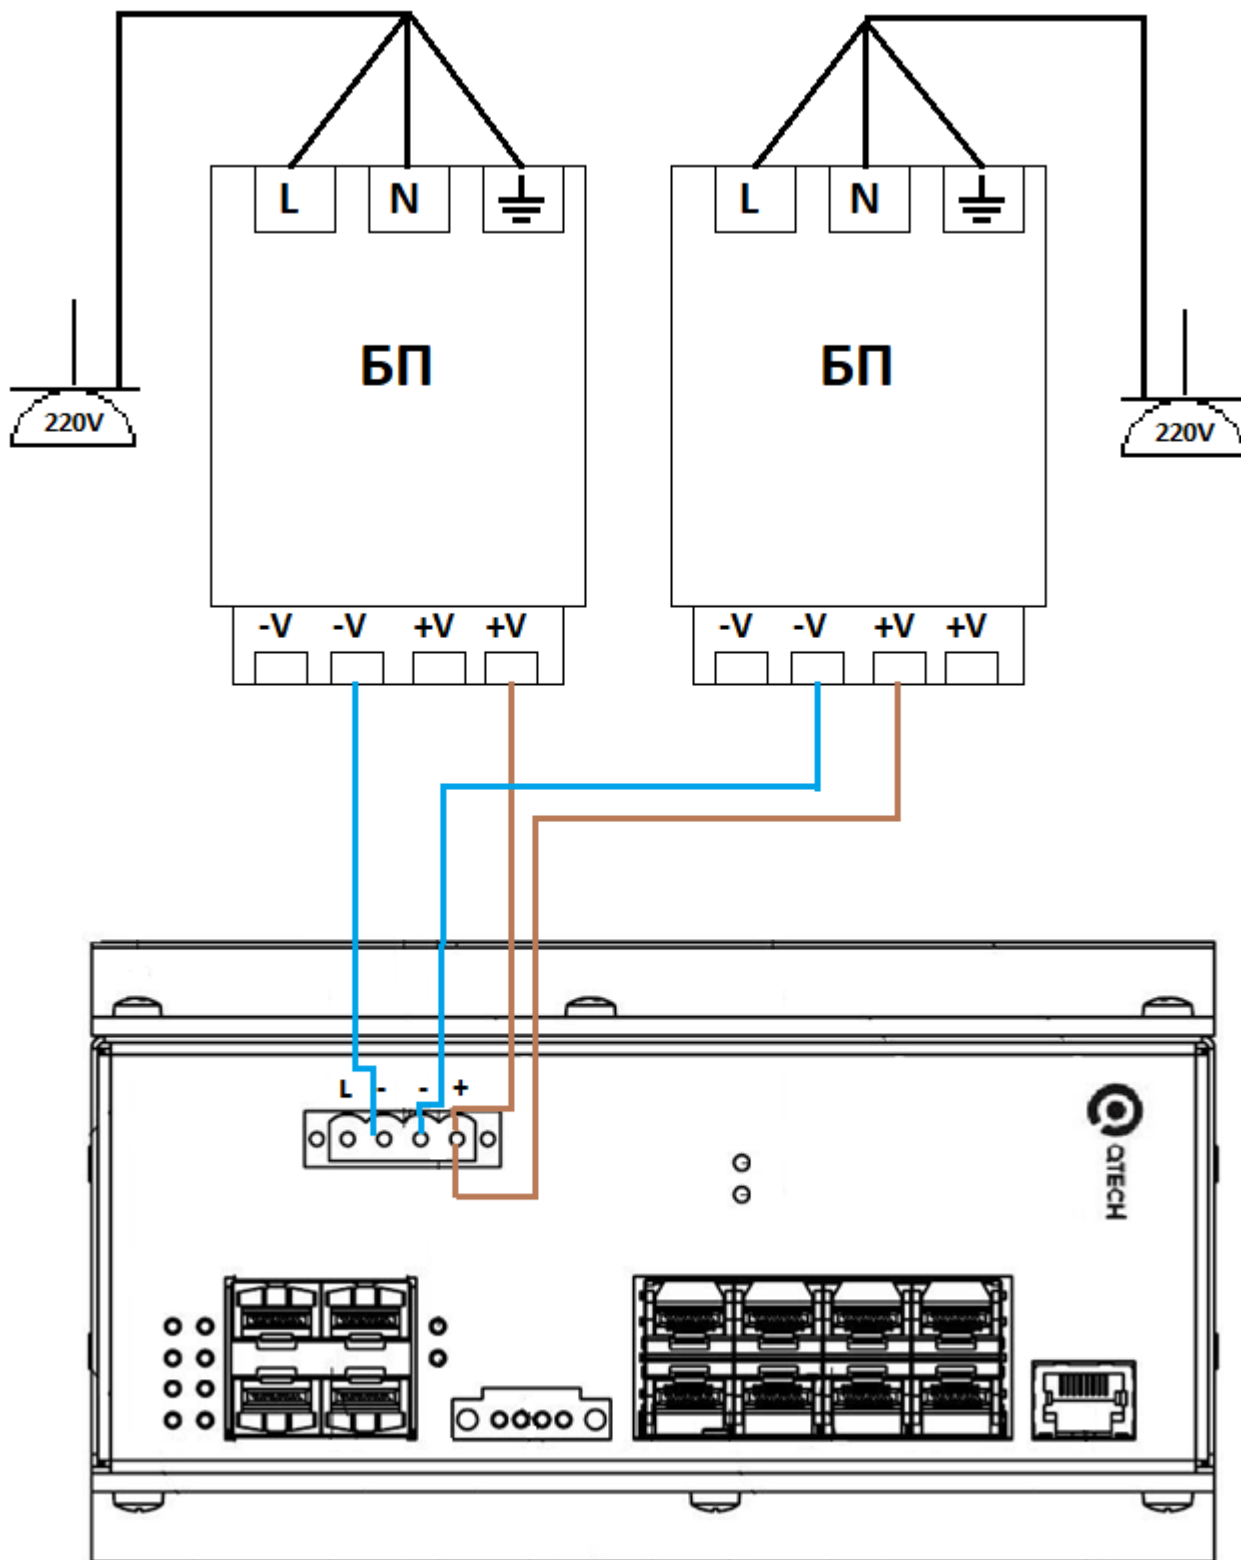 L N
L N
БП
БП
220V
220V
-V -V +V +V
-V -V +V +V
L - - +
QTECH